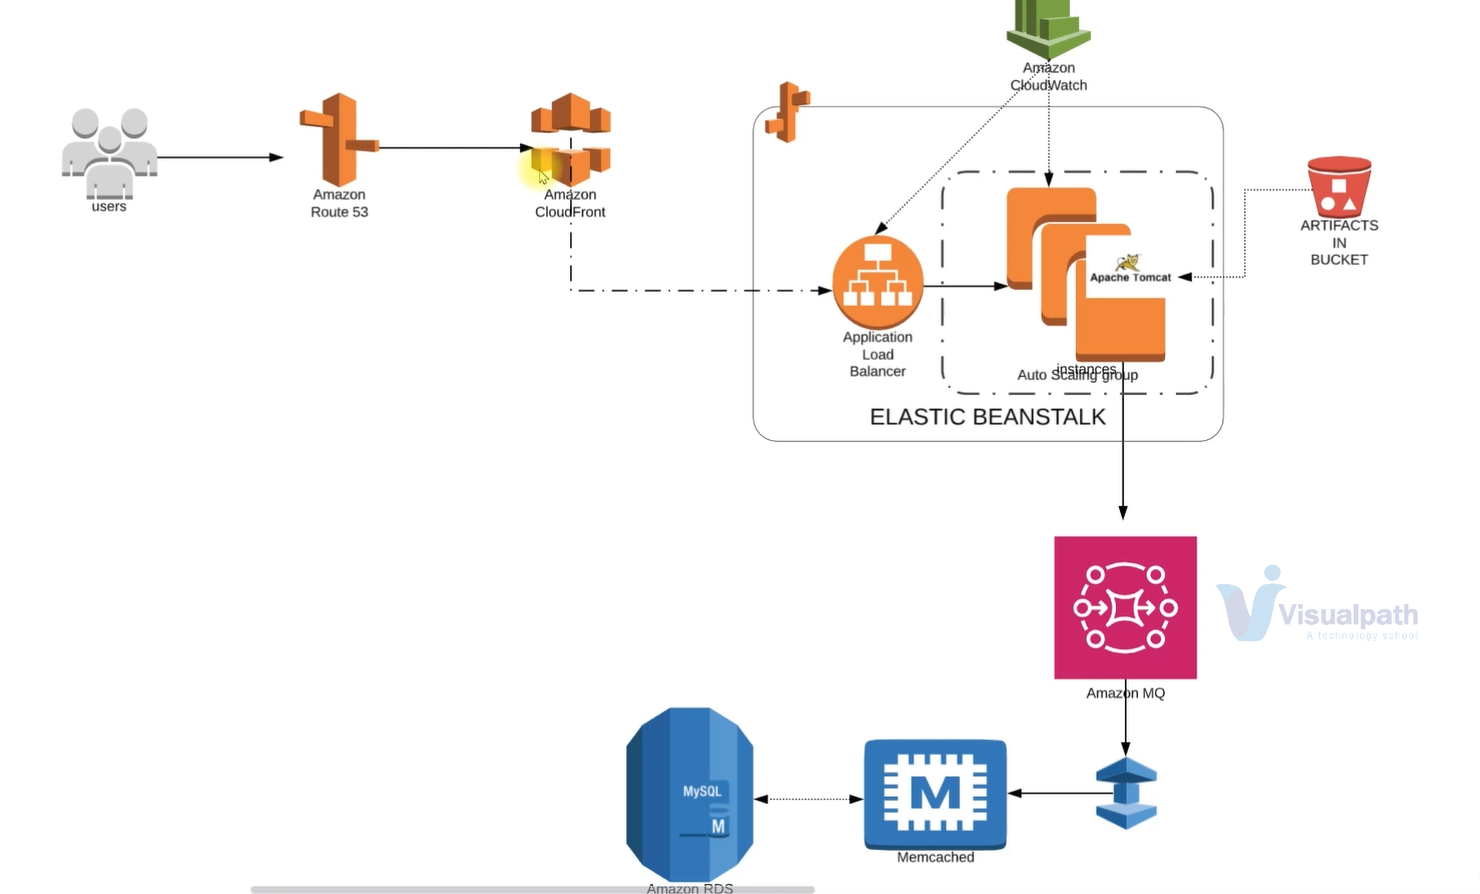 Amazon
CloudWatch
users
Amazon
Route 53
Amazon
CloudFront
ARTIFACTS
IN
BUCKET
Apache Tomcat
Application
Load
Balancer
instances
Auto Scaling group
ELASTIC BEANSTALK
Visualpath
A technology school
Amazon MQ
MySQL
M
M
Memcached
Amazon RDS